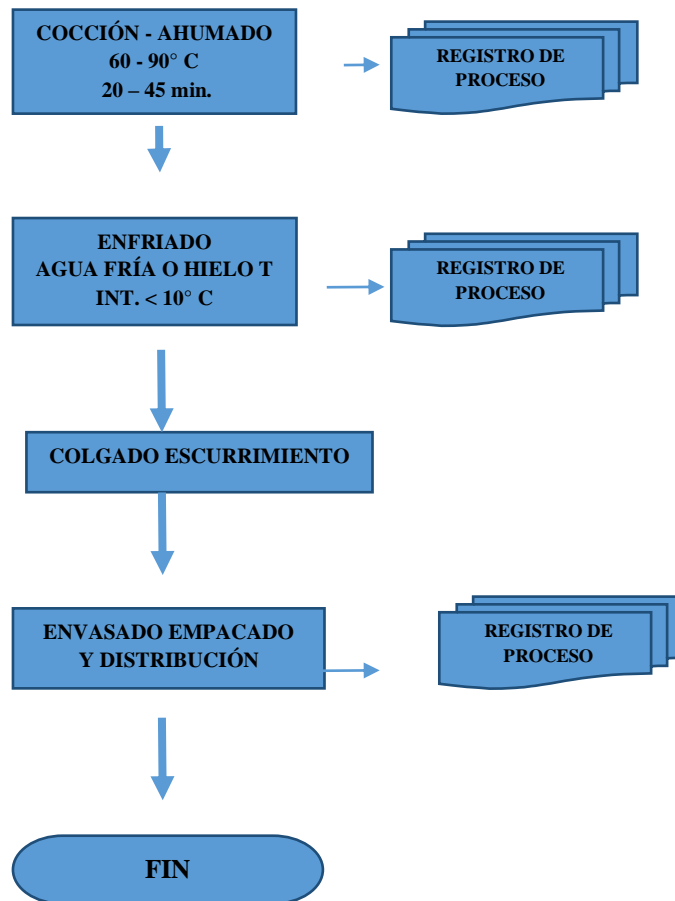 COCCIÓN - AHUMADO
60 - 90° C
20 – 45 min.
REGISTRO DE
PROCESO
ENFRIADO
AGUA FRÍA O HIELO T
INT. < 10° C
REGISTRO DE
PROCESO
COLGADO ESCURRIMIENTO
ENVASADO EMPACADO
Y DISTRIBUCIÓN
REGISTRO DE
PROCESO
FIN